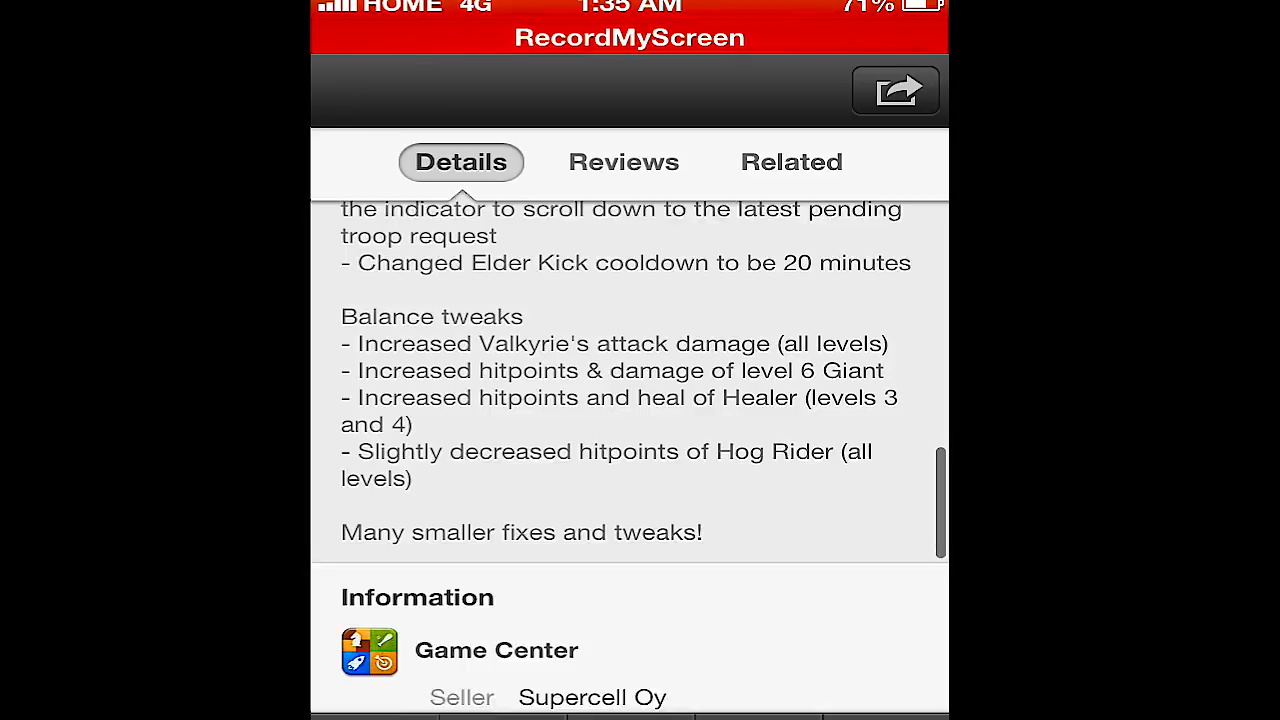 HOME 4G 1:35 AM 71%
RecordMyScreen
Details Reviews Related
the indicator to scroll down to the latest pending
troop request
- Changed Elder Kick cooldown to be 20 minutes
Balance tweaks
- Increased Valkyrie's attack damage (all levels)
- Increased hitpoints & damage of level 6 Giant
- Increased hitpoints and heal of Healer (levels 3
and 4)
- Slightly decreased hitpoints of Hog Rider (all
levels)
Many smaller fixes and tweaks!
Information
Game Center
Seller Supercell Oy